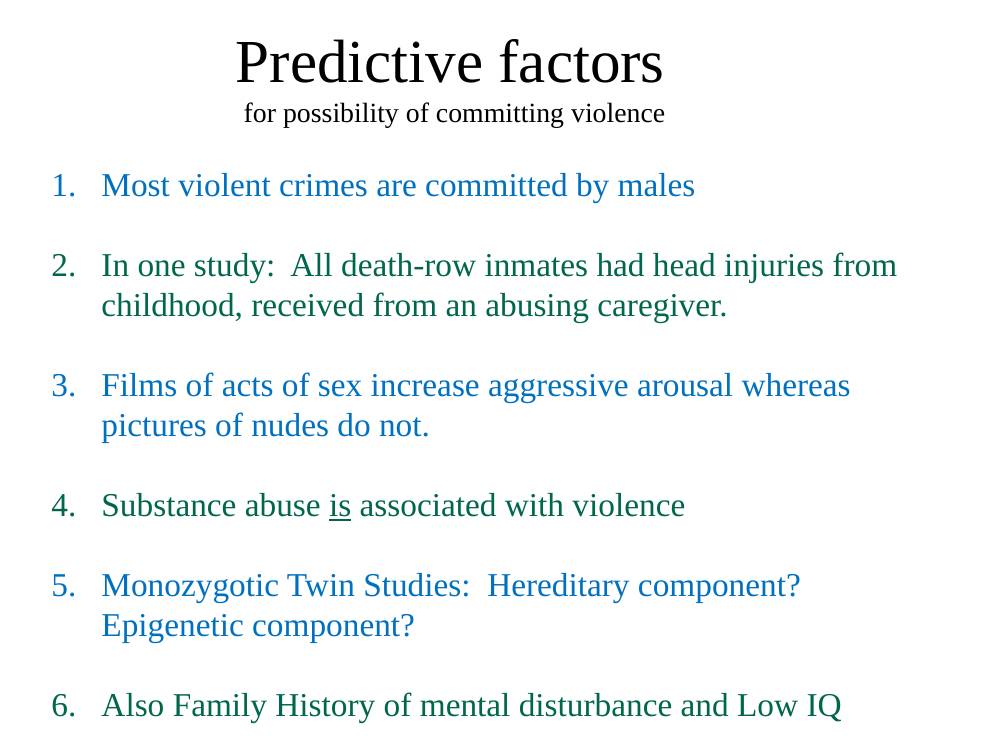 Predictive factors
for possibility of committing violence
1. Most violent crimes are committed by males
2. In one study:  All death-row inmates had head injuries from
childhood, received from an abusing caregiver.
3. Films of acts of sex increase aggressive arousal whereas
pictures of nudes do not.
4. Substance abuse is associated with violence
5. Monozygotic Twin Studies:  Hereditary component?
Epigenetic component?
6. Also Family History of mental disturbance and Low IQ